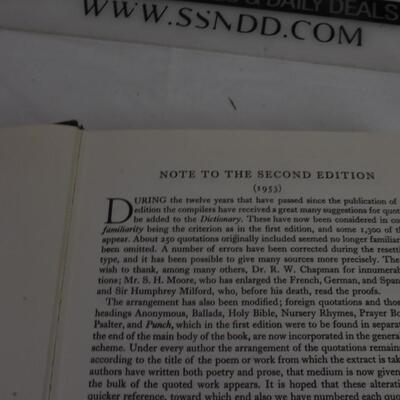 & DAILY DEALS
WWW.SSNDD.COM
NOTE TO THE SECOND EDITION
(1953)
DURING the twelve years that have passed since the publication of
edition the compilers have received a great many suggestions for quot
be added to the Dictionary. These have now been considered in co
familiarity being the criterion as in the first edition, and some 1,300 of th
appear. About 250 quotations originally included seemed no longer familiar
been omitted. A number of errors have been corrected during the resetti
type, and it has been possible to give many sources more precisely. The
wish to thank, among many others, Dr. R. W. Chapman for innumerab
tions; Mr. S. H. Moore, who has enlarged the French, German, and Span
and Sir Humphrey Milford, who, before his death, read the proofs.
The arrangement has also been modified; foreign quotations and thos
headings Anonymous, Ballads, Holy Bible, Nursery Rhymes, Prayer Bo
Psalter, and Punch, which in the first edition were to be found in separat
the end of the main body of the book, are now incorporated in the genera
scheme. Under every author the arrangement of the quotations remains
according to the title of the poem or work from which the extract is tak
authors have written both poetry and prose, that medium is now given
the bulk of the quoted work appears. It is hoped that these alterati
quicker reference, toward which end also we have numbered each quot